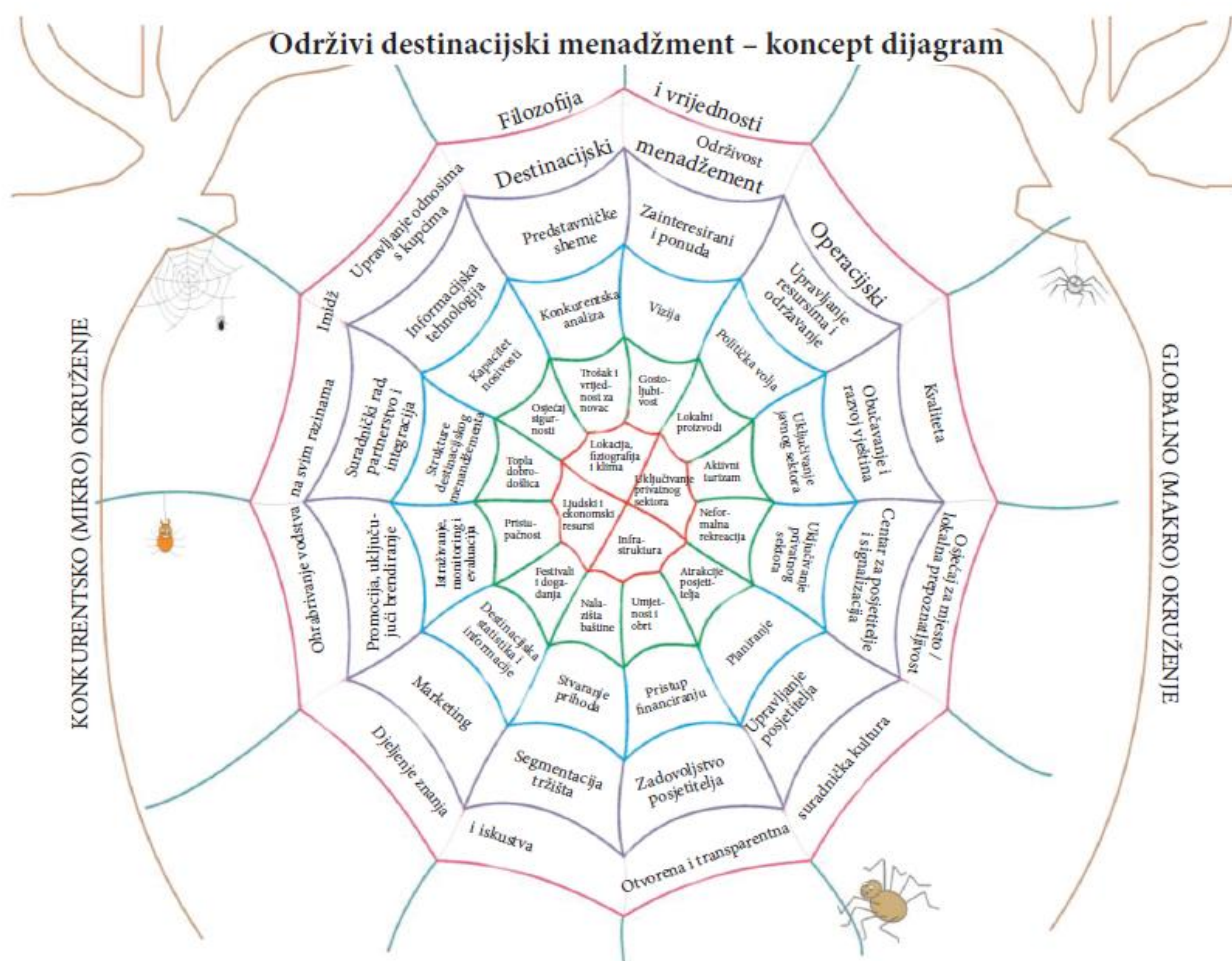 Održivi destinacijski menadžment – koncept dijagram
KONKURENTSKO (MIKRO) OKRUŽENJE
GLOBALNO (MAKRO) OKRUŽENJE
Filozofija
i vrijednosti
Održivost
Kvaliteta
Osjećaj za mjesto /
lokalna prepoznatljivost
suradnička kultura
Otvorena i transparentna
i iskustva
Djeljenje znanja
Ohrabrivanje vodstva
na svim razinama
Imidž
Upravljanje odnosima
s kupcima
Destinacijski
menadžement
Operacijski
Predstavničke
sheme
Zainteresirani
i ponuda
Upravljanje
resursima i
održavanje
Obučavanje i
razvoj vještina
Centar za posjetitelje
i signalizacija
Upravljanje
posjetitelja
Zadovoljstvo
posjetitelja
Segmentacija
tržišta
Marketing
Promocija, uključu-
jući brendiranje
Suradnički rad,
partnerstvo i
integracija
Informacijska
tehnologija
Konkurentska
analiza
Vizija
Politička volja
Uključivanje
javnog sektora
Uključivanje
privatnog
sektora
Planiranje
Pristup
financiranju
Stvaranje
prihoda
Destinacijska
statistika i
informacije
Istraživanje,
monitoring i
evaluacija
Strukture
destinacijskog
menandžementa
Kapacitet
nosivosti
Trošak i
vrijed-
nost za
novac
Gosto-
ljubi-
vost
Lokalni
proizvodi
Aktivni
turizam
Nefor-
malna
rekreacija
Atrakcije
posjeti-
telja
Umjet-
nost i
obrt
Nala-
zišta
baštine
Festivali
i doga-
đanja
Pristu-
pačnost
Topla
dobro-
došlica
Osjećaj
sigur-
nosti
Lokacija,
fiziografija
i klima
Uključivanje
privatnog
sektora
Infra-
struktura
Ljudski i
ekonomski
resursi